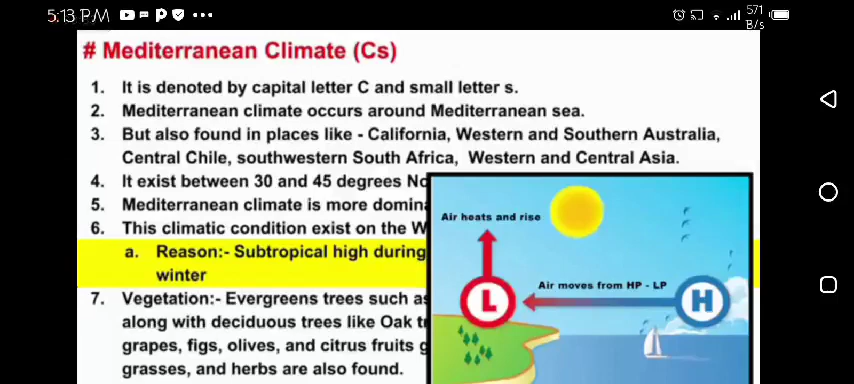 5:13 PM
571
B/s
# Mediterranean Climate (Cs)
1. It is denoted by capital letter C and small letter s.
2. Mediterranean climate occurs around Mediterranean sea.
3. But also found in places like - California, Western and Southern Australia,
Central Chile, southwestern South Africa, Western and Central Asia.
4. It exist between 30 and 45 degrees
5. Mediterranean climate is more
6. This climatic condition exist on the
a. Reason:- Subtropical high during
winter
7. Vegetation:- Evergreens trees such as
along with deciduous trees like Oak
grapes, figs, olives, and citrus fruits
grasses, and herbs are also found.
Air heats and rise
Air moves from HP - LP
L
H